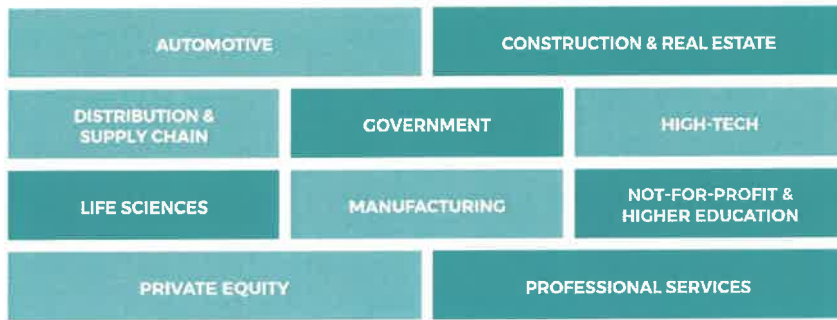 AUTOMOTIVE
CONSTRUCTION & REAL ESTATE
DISTRIBUTION &
SUPPLY CHAIN
GOVERNMENT
HIGH-TECH
LIFE SCIENCES
MANUFACTURING
NOT-FOR-PROFIT &
HIGHER EDUCATION
PRIVATE EQUITY
PROFESSIONAL SERVICES